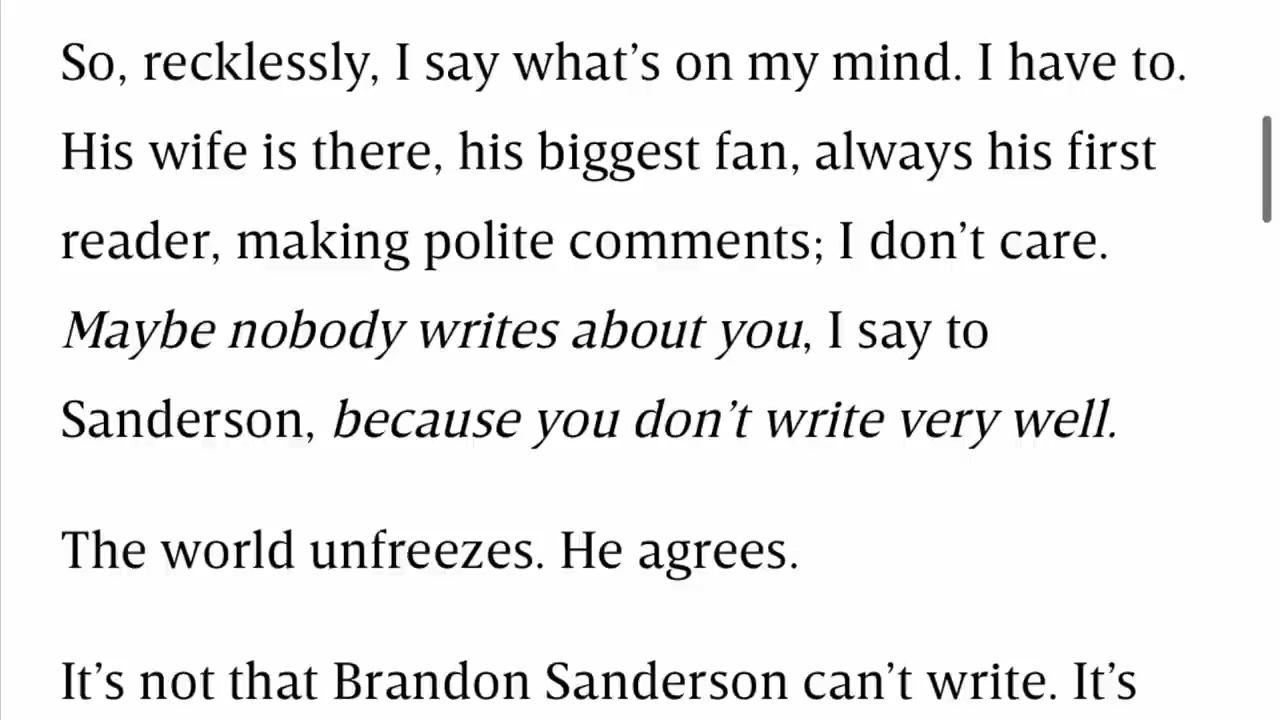 So, recklessly, I say what’s on my mind. I have to.
His wife is there, his biggest fan, always his first
reader, making polite comments; I don’t care.
Maybe nobody writes about you, I say to
Sanderson, because you don’t write very well.
The world unfreezes. He agrees.
It’s not that Brandon Sanderson can’t write. It’s